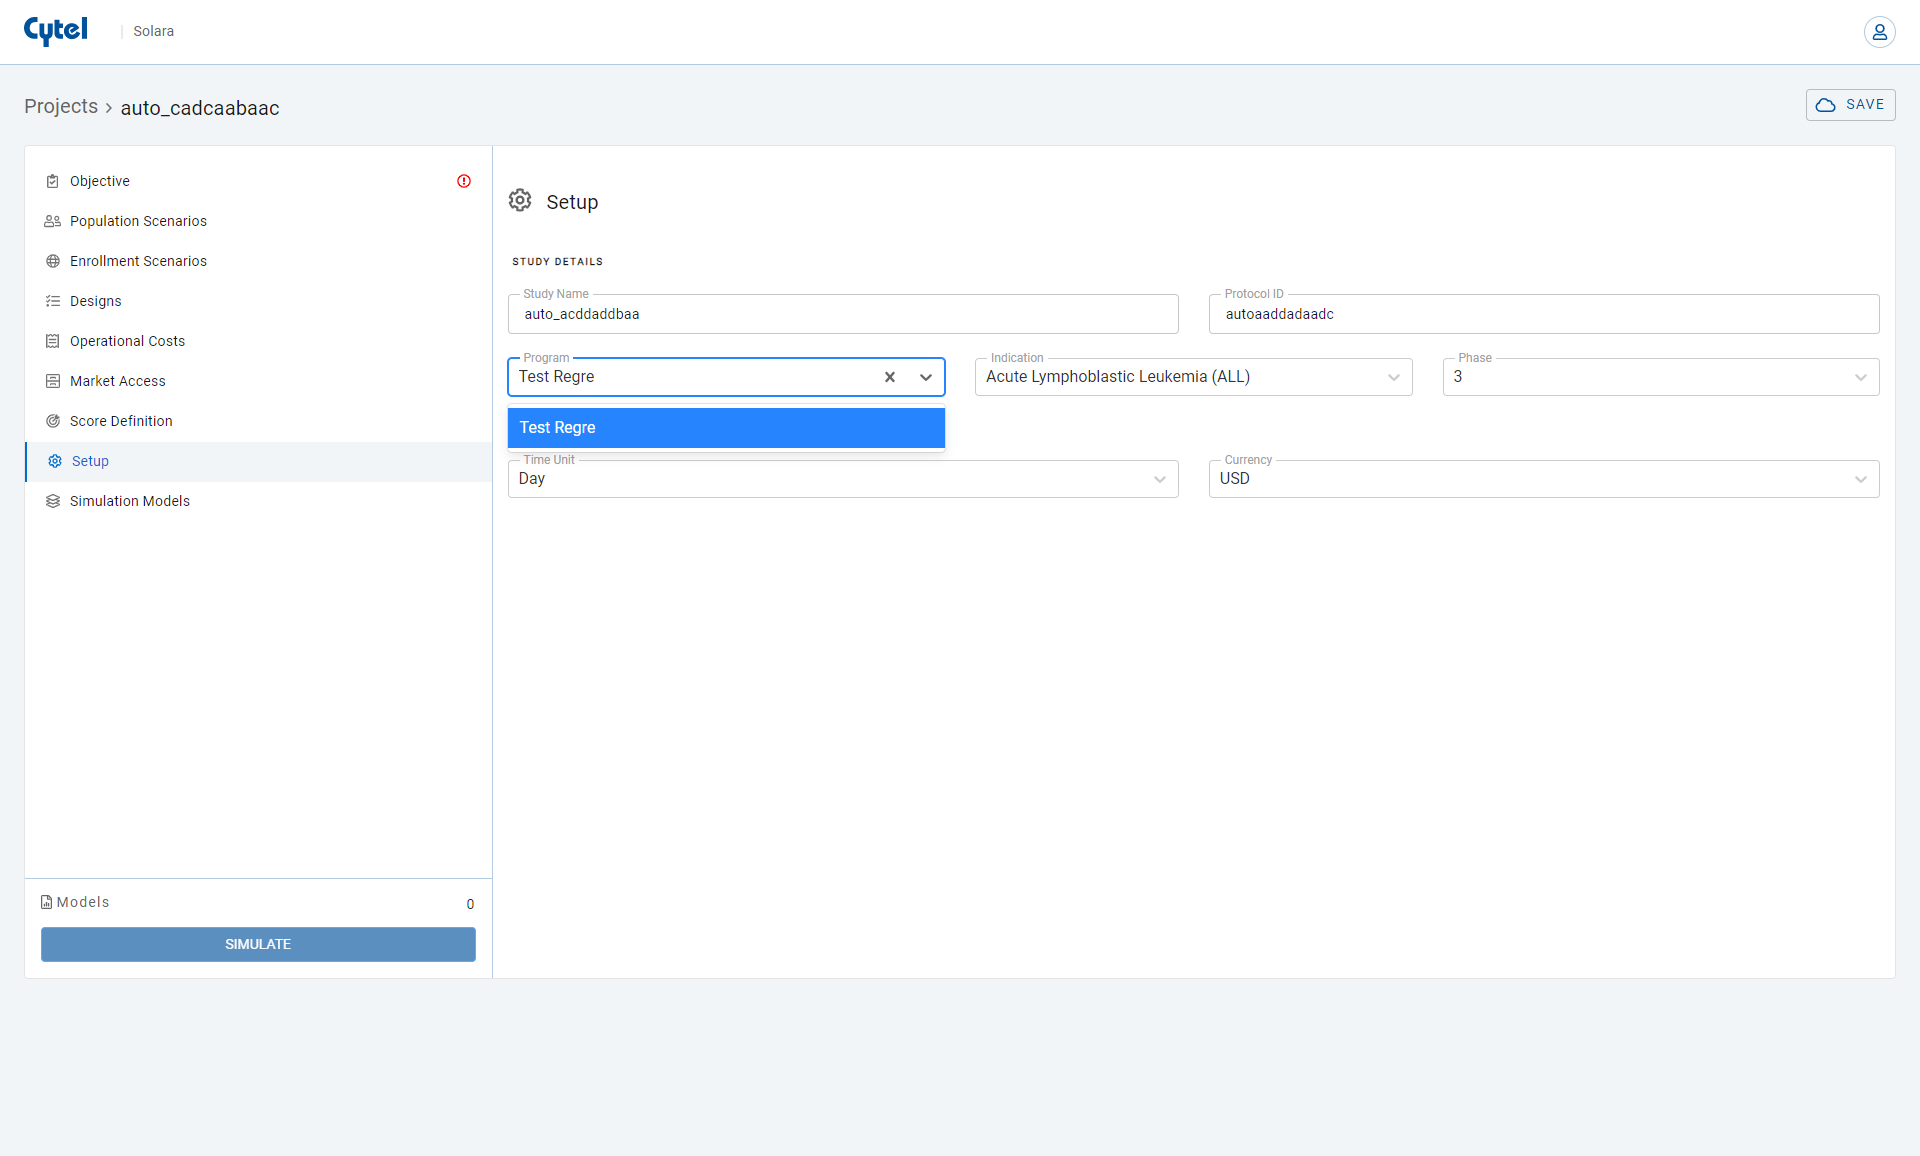 Cytel
Solara
Projects > auto_cadcaabaac
SAVE
Objective
Population Scenarios
Enrollment Scenarios
Designs
Operational Costs
Market Access
Score Definition
Setup
Simulation Models
Models 0
SIMULATE
Setup
STUDY DETAILS
Study Name
auto_acddaddbaa
Protocol ID
autoaaddadaadc
Program
Test Regre
Indication
Acute Lymphoblastic Leukemia (ALL)
Phase
3
Test Regre
Time Unit
Day
Currency
USD